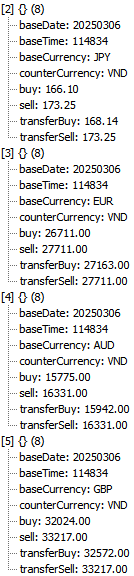 [2] {} (8)
baseDate: 20250306
baseTime: 114834
baseCurrency: JPY
counterCurrency: VND
buy: 166.10
sell: 173.25
transferBuy: 168.14
transferSell: 173.25
[3] {} (8)
baseDate: 20250306
baseTime: 114834
baseCurrency: EUR
counterCurrency: VND
buy: 26711.00
sell: 27711.00
transferBuy: 27163.00
transferSell: 27711.00
[4] {} (8)
baseDate: 20250306
baseTime: 114834
baseCurrency: AUD
counterCurrency: VND
buy: 15775.00
sell: 16331.00
transferBuy: 15942.00
transferSell: 16331.00
[5] {} (8)
baseDate: 20250306
baseTime: 114834
baseCurrency: GBP
counterCurrency: VND
buy: 32024.00
sell: 33217.00
transferBuy: 32572.00
transferSell: 33217.00